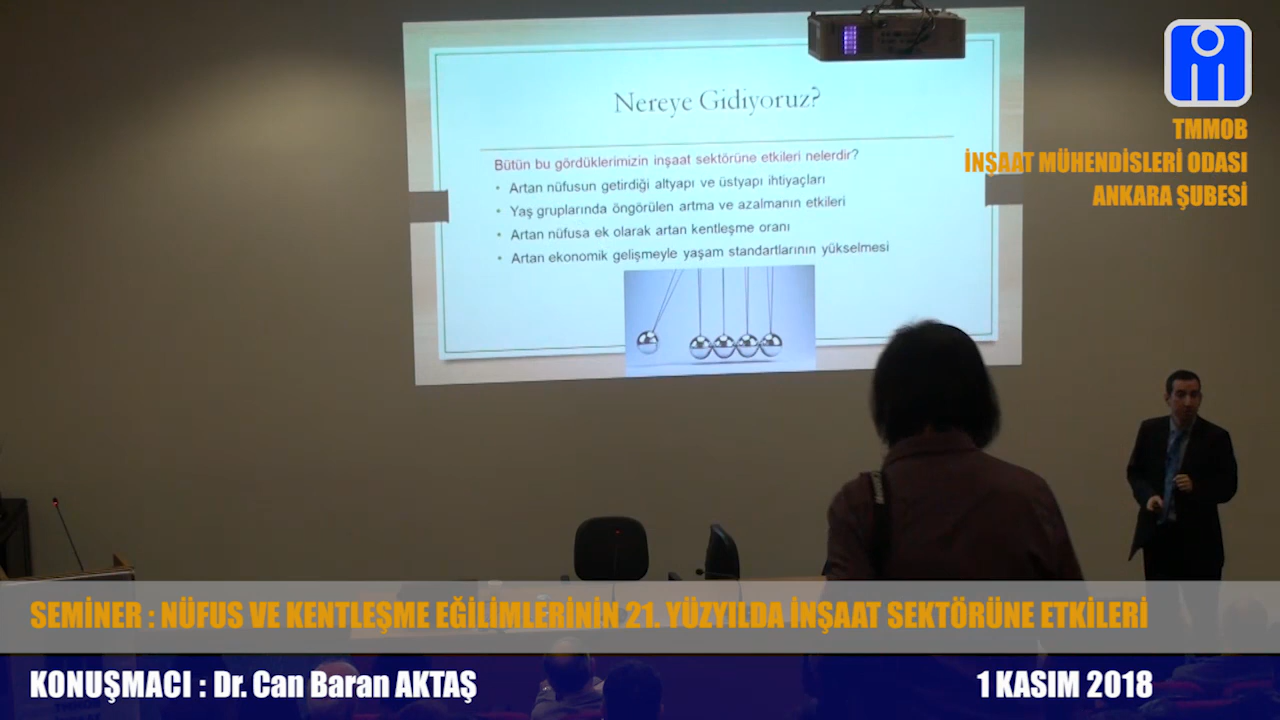 Nereye Gidiyoruz?
Bütün bu gördüklerimizin inşaat sektörüne etkileri nelerdir?
• Artan nüfusun getirdiği altyapı ve üstyapı ihtiyaçları
• Yaş gruplarında öngörülen artma ve azalmanın etkileri
• Artan nüfusa ek olarak artan kentleşme oranı
• Artan ekonomik gelişmeyle yaşam standartlarının yükselmesi
TMMOB
İNŞAAT MÜHENDİSLERİ ODASI
ANKARA ŞUBESİ
SEMİNER : NÜFUS VE KENTLEŞME EĞİLİMLERİNİN 21. YÜZYILDA İNŞAAT SEKTÖRÜNE ETKİLERİ
KONUŞMACI : Dr. Can Baran AKTAŞ
1 KASIM 2018